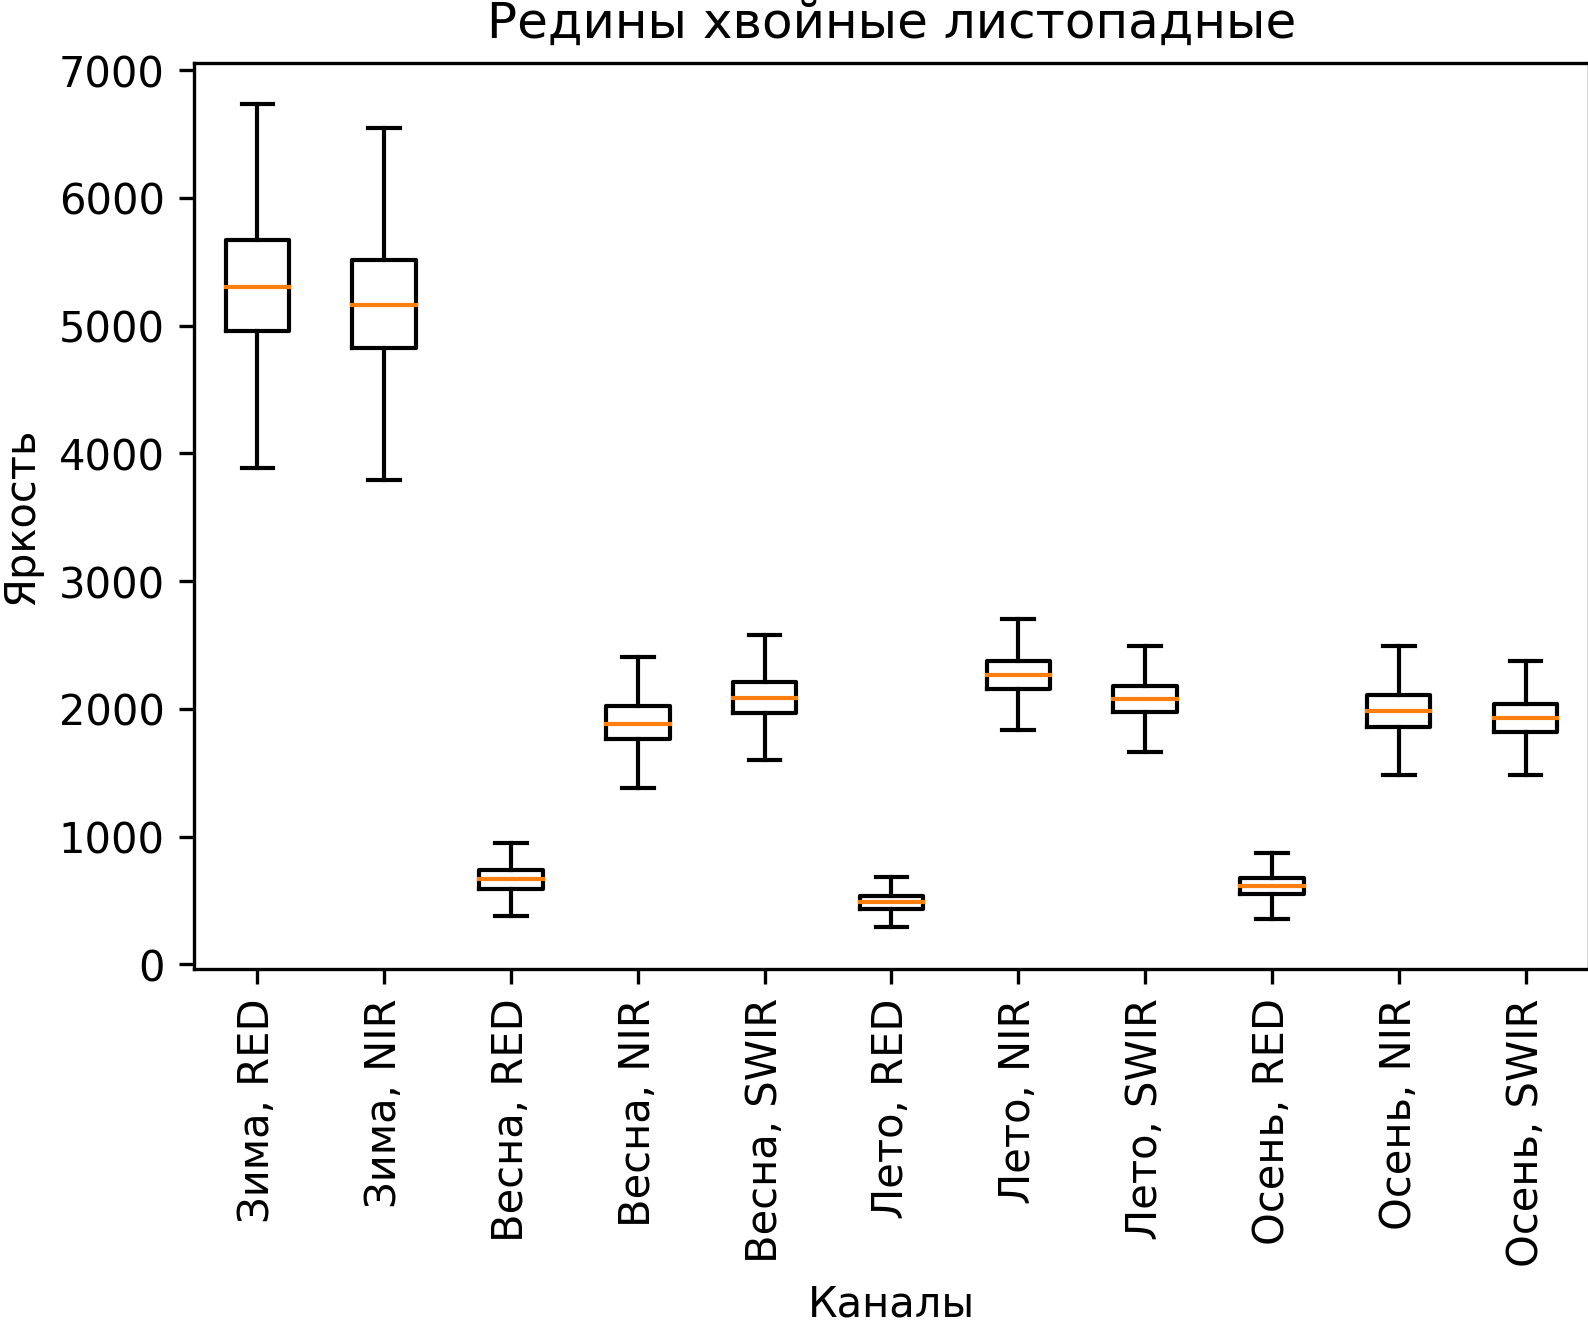 Редины хвойные листопадные
7000
6000
5000
4000
3000
2000
1000
0
Яркость
Зима, RED
Зима, NIR
Весна, RED
Весна, NIR
Весна, SWIR
Лето, RED
Лето, NIR
Лето, SWIR
Осень, RED
Осень, NIR
Осень, SWIR
Каналы